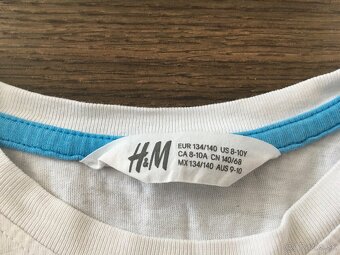 H&M
EUR 134/140 US 8-10Y
CA 8-10A CN 140/68
MX 134/140 AUS 9-10